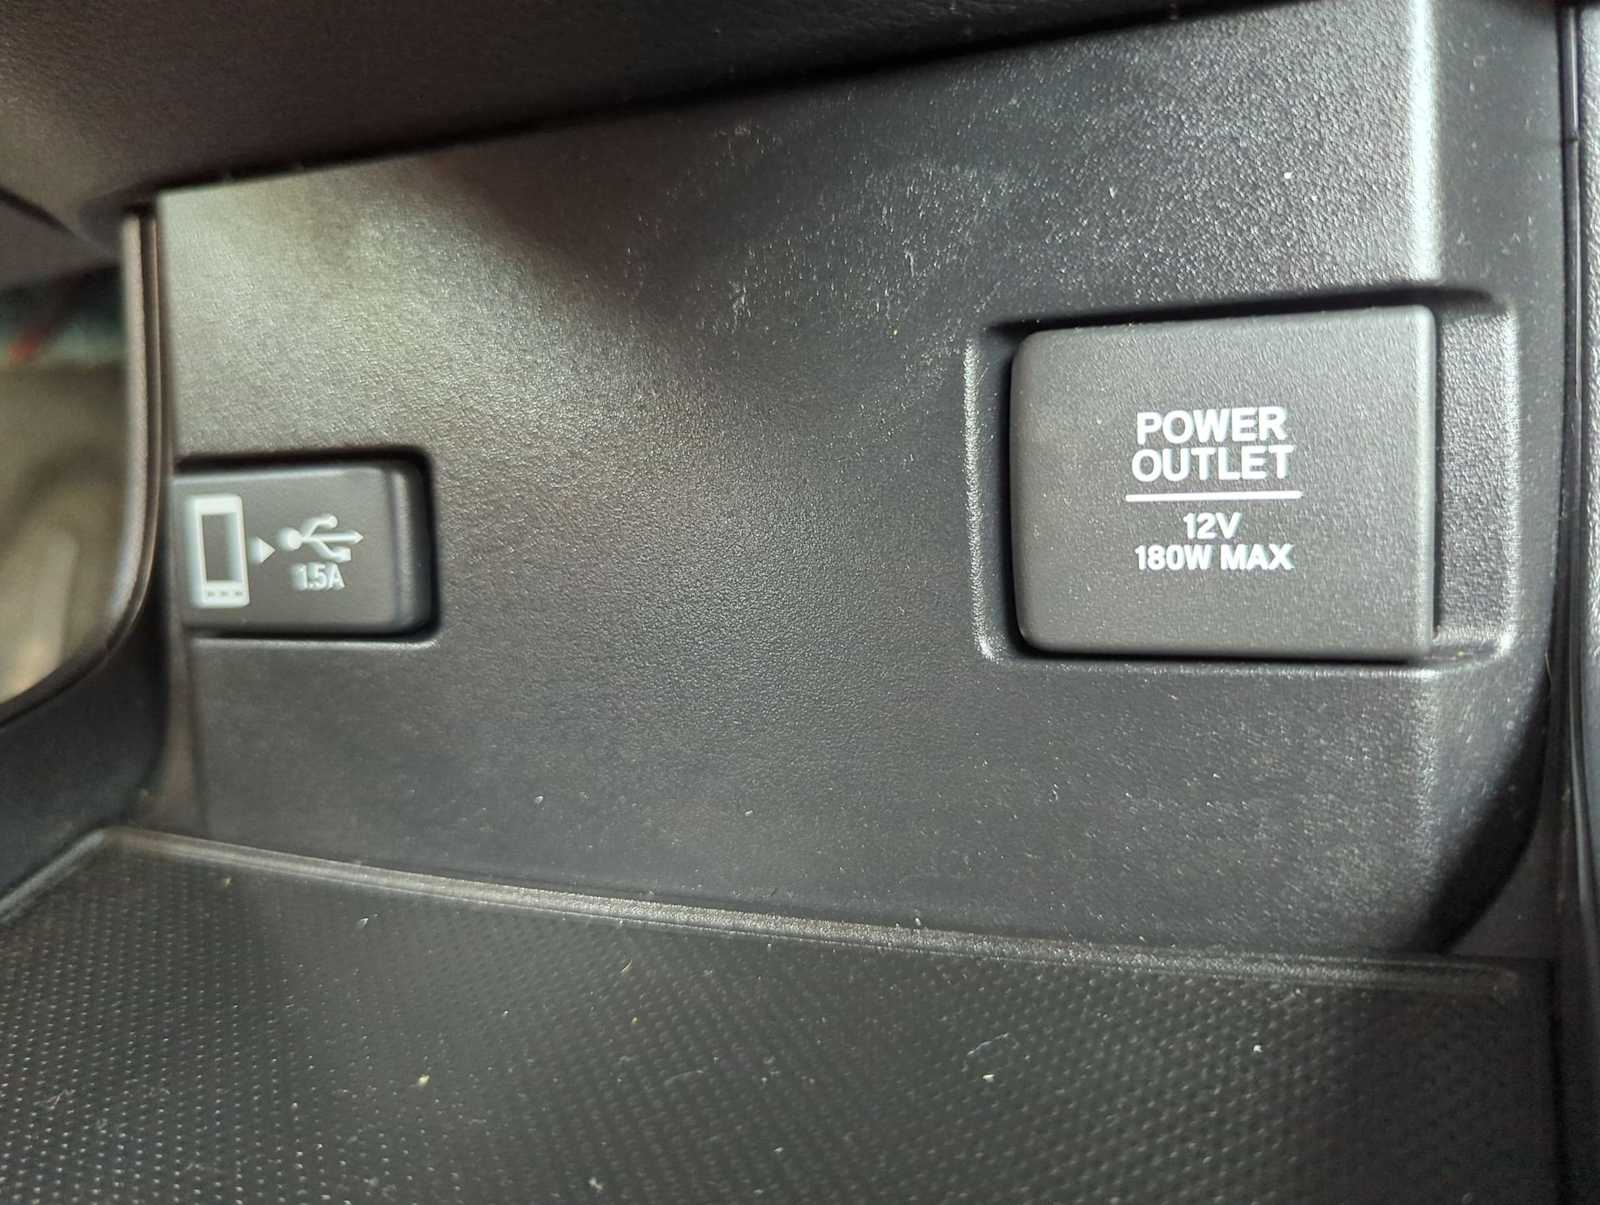 1.5A
POWER
OUTLET
12V
180W MAX